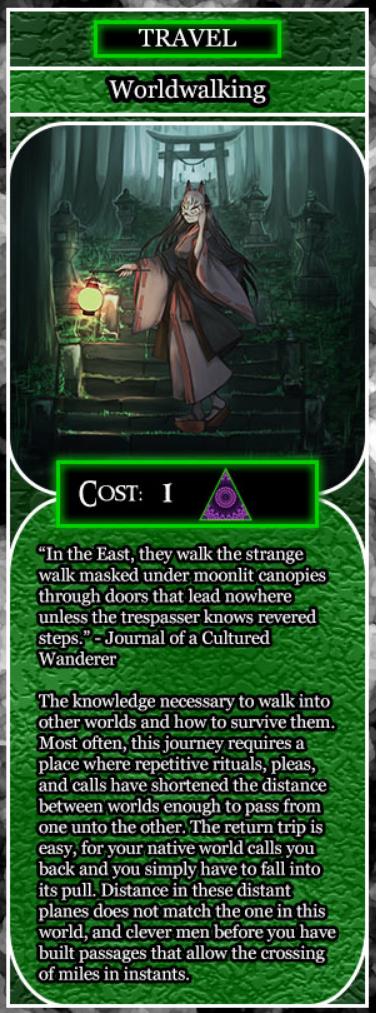 TRAVEL
Worldwalking
COST: 1
“In the East, they walk the strange
walk masked under moonlit canopies
through doors that lead nowhere
unless the trespasser knows revered
steps.” - Journal of a Cultured
Wanderer
The knowledge necessary to walk into
other worlds and how to survive them.
Most often, this journey requires a
place where repetitive rituals, pleas,
and calls have shortened the distance
between worlds enough to pass from
one unto the other. The return trip is
easy, for your native world calls you
back and you simply have to fall into
its pull. Distance in these distant
planes does not match the one in this
world, and clever men before you have
built passages that allow the crossing
of miles in instants.